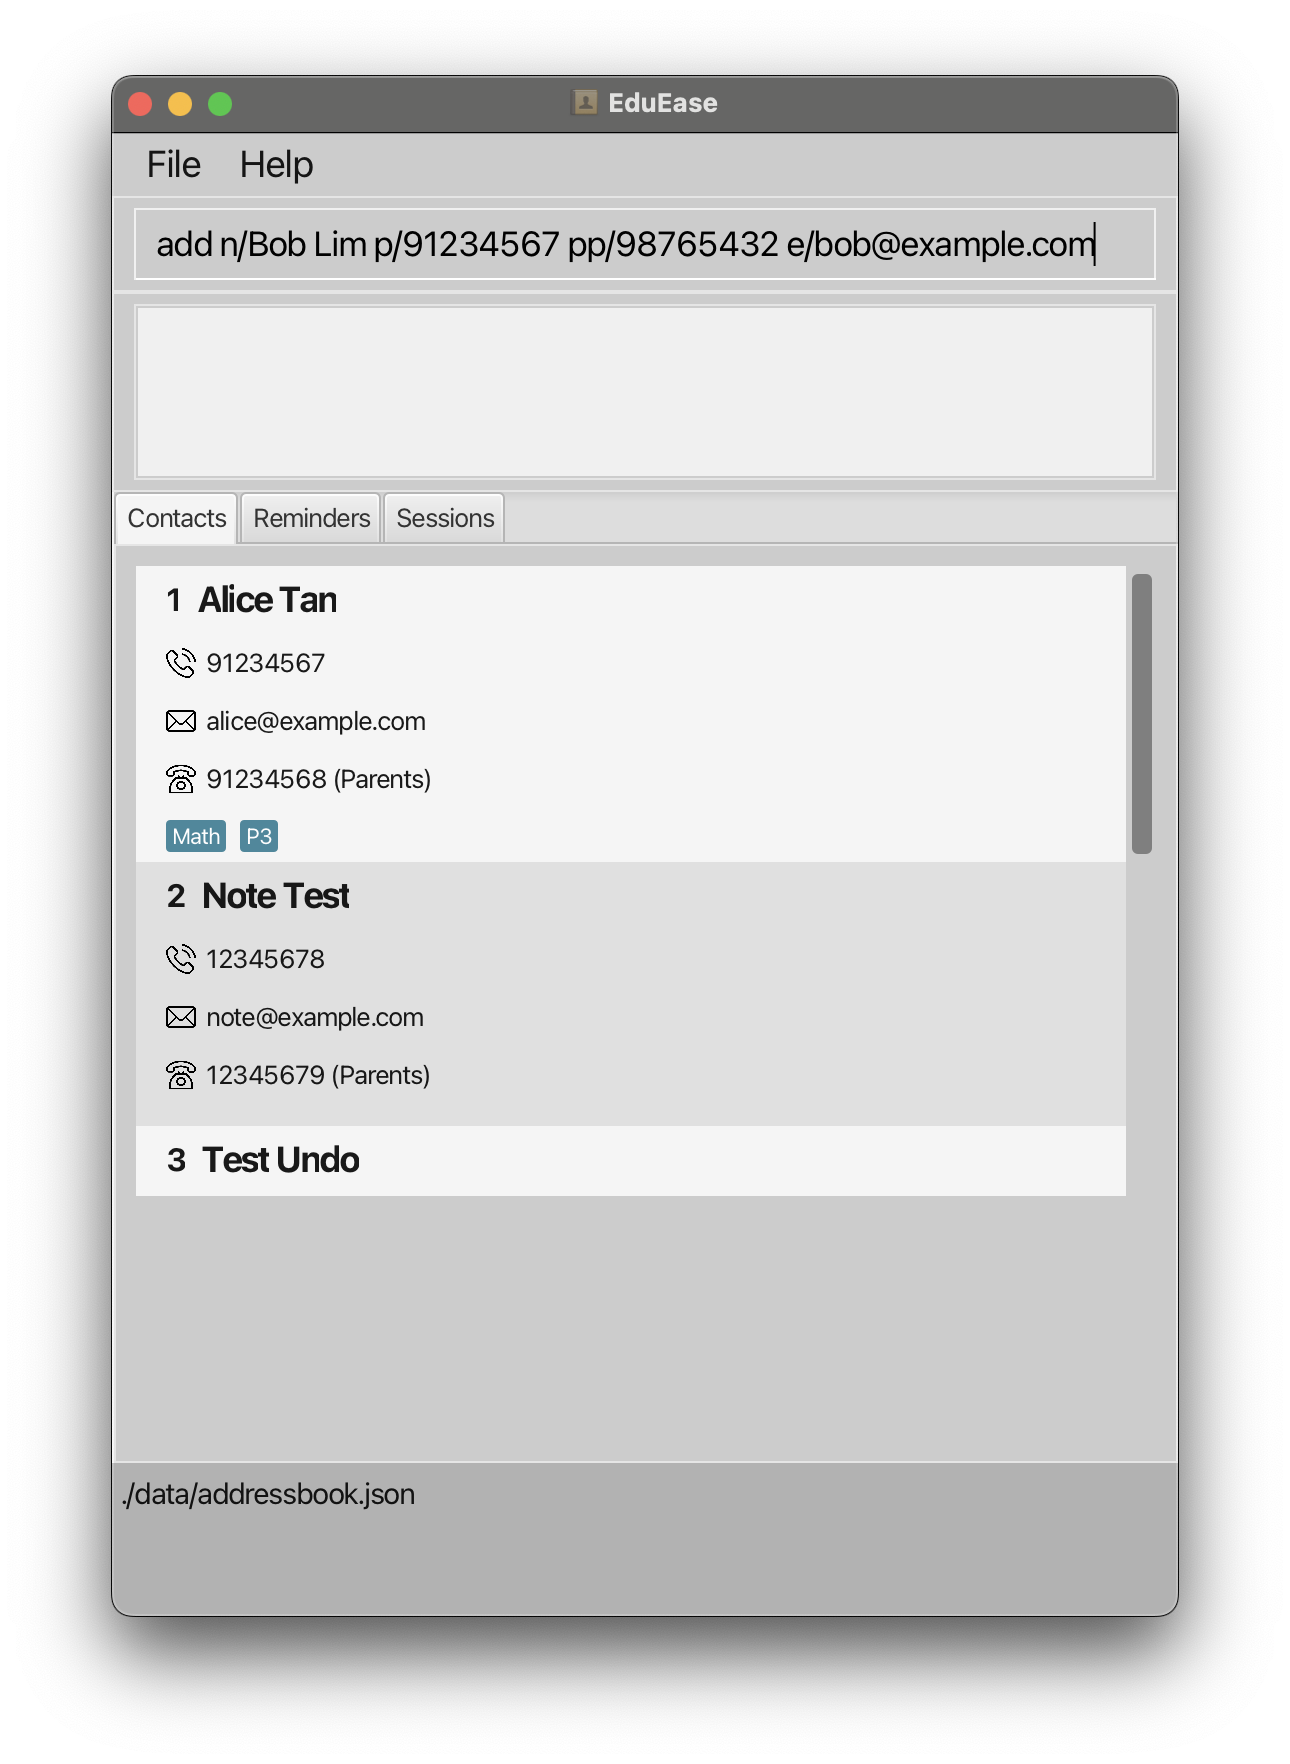 EduEase
File Help
add n/Bob Lim p/91234567 pp/98765432 e/bob@example.com
Contacts Reminders Sessions
1 Alice Tan
91234567
alice@example.com
91234568 (Parents)
Math P3
2 Note Test
12345678
note@example.com
12345679 (Parents)
3 Test Undo
./data/addressbook.json